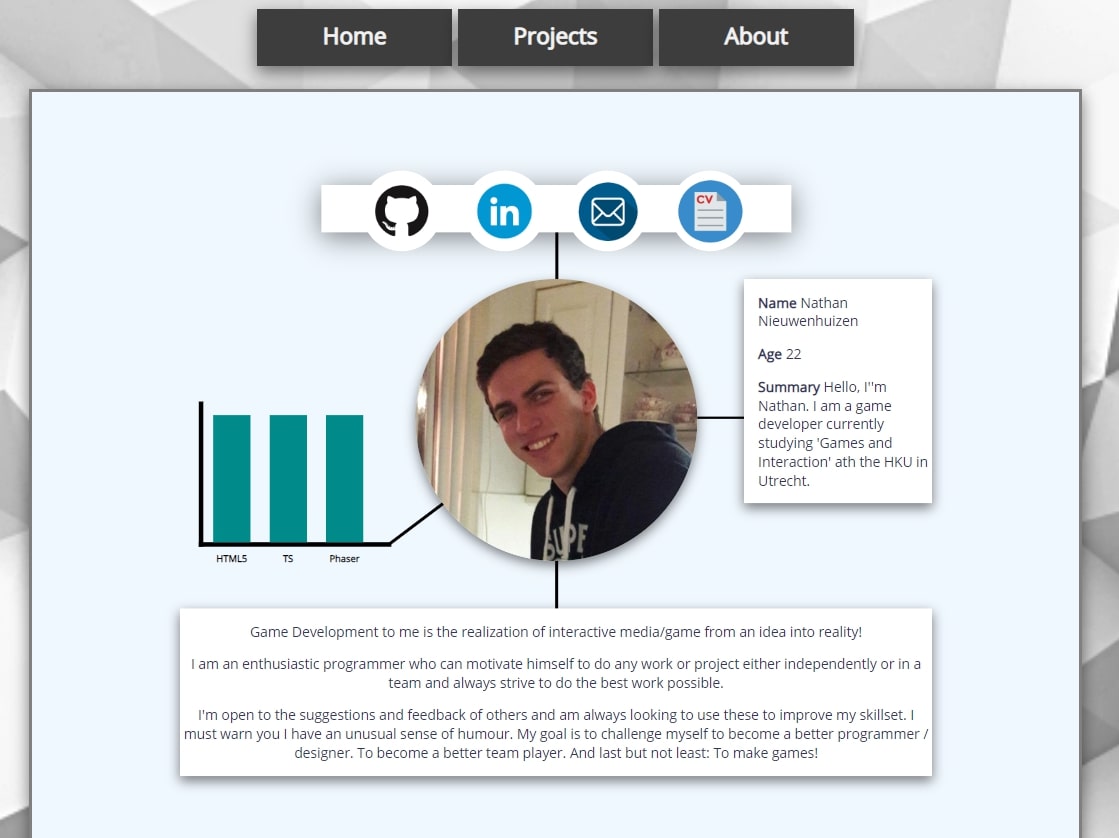 Home
Projects
About
in
CV
Name Nathan
Nieuwenhuizen
Age 22
Summary Hello, I''m
Nathan. I am a game
developer currently
studying 'Games and
Interaction' ath the HKU in
Utrecht.
HTML5
TS
Phaser
Game Development to me is the realization of interactive media/game from an idea into reality!
I am an enthusiastic programmer who can motivate himself to do any work or project either independently or in a
team and always strive to do the best work possible.
I'm open to the suggestions and feedback of others and am always looking to use these to improve my skillset. I
must warn you I have an unusual sense of humour. My goal is to challenge myself to become a better programmer /
designer. To become a better team player. And last but not least: To make games!